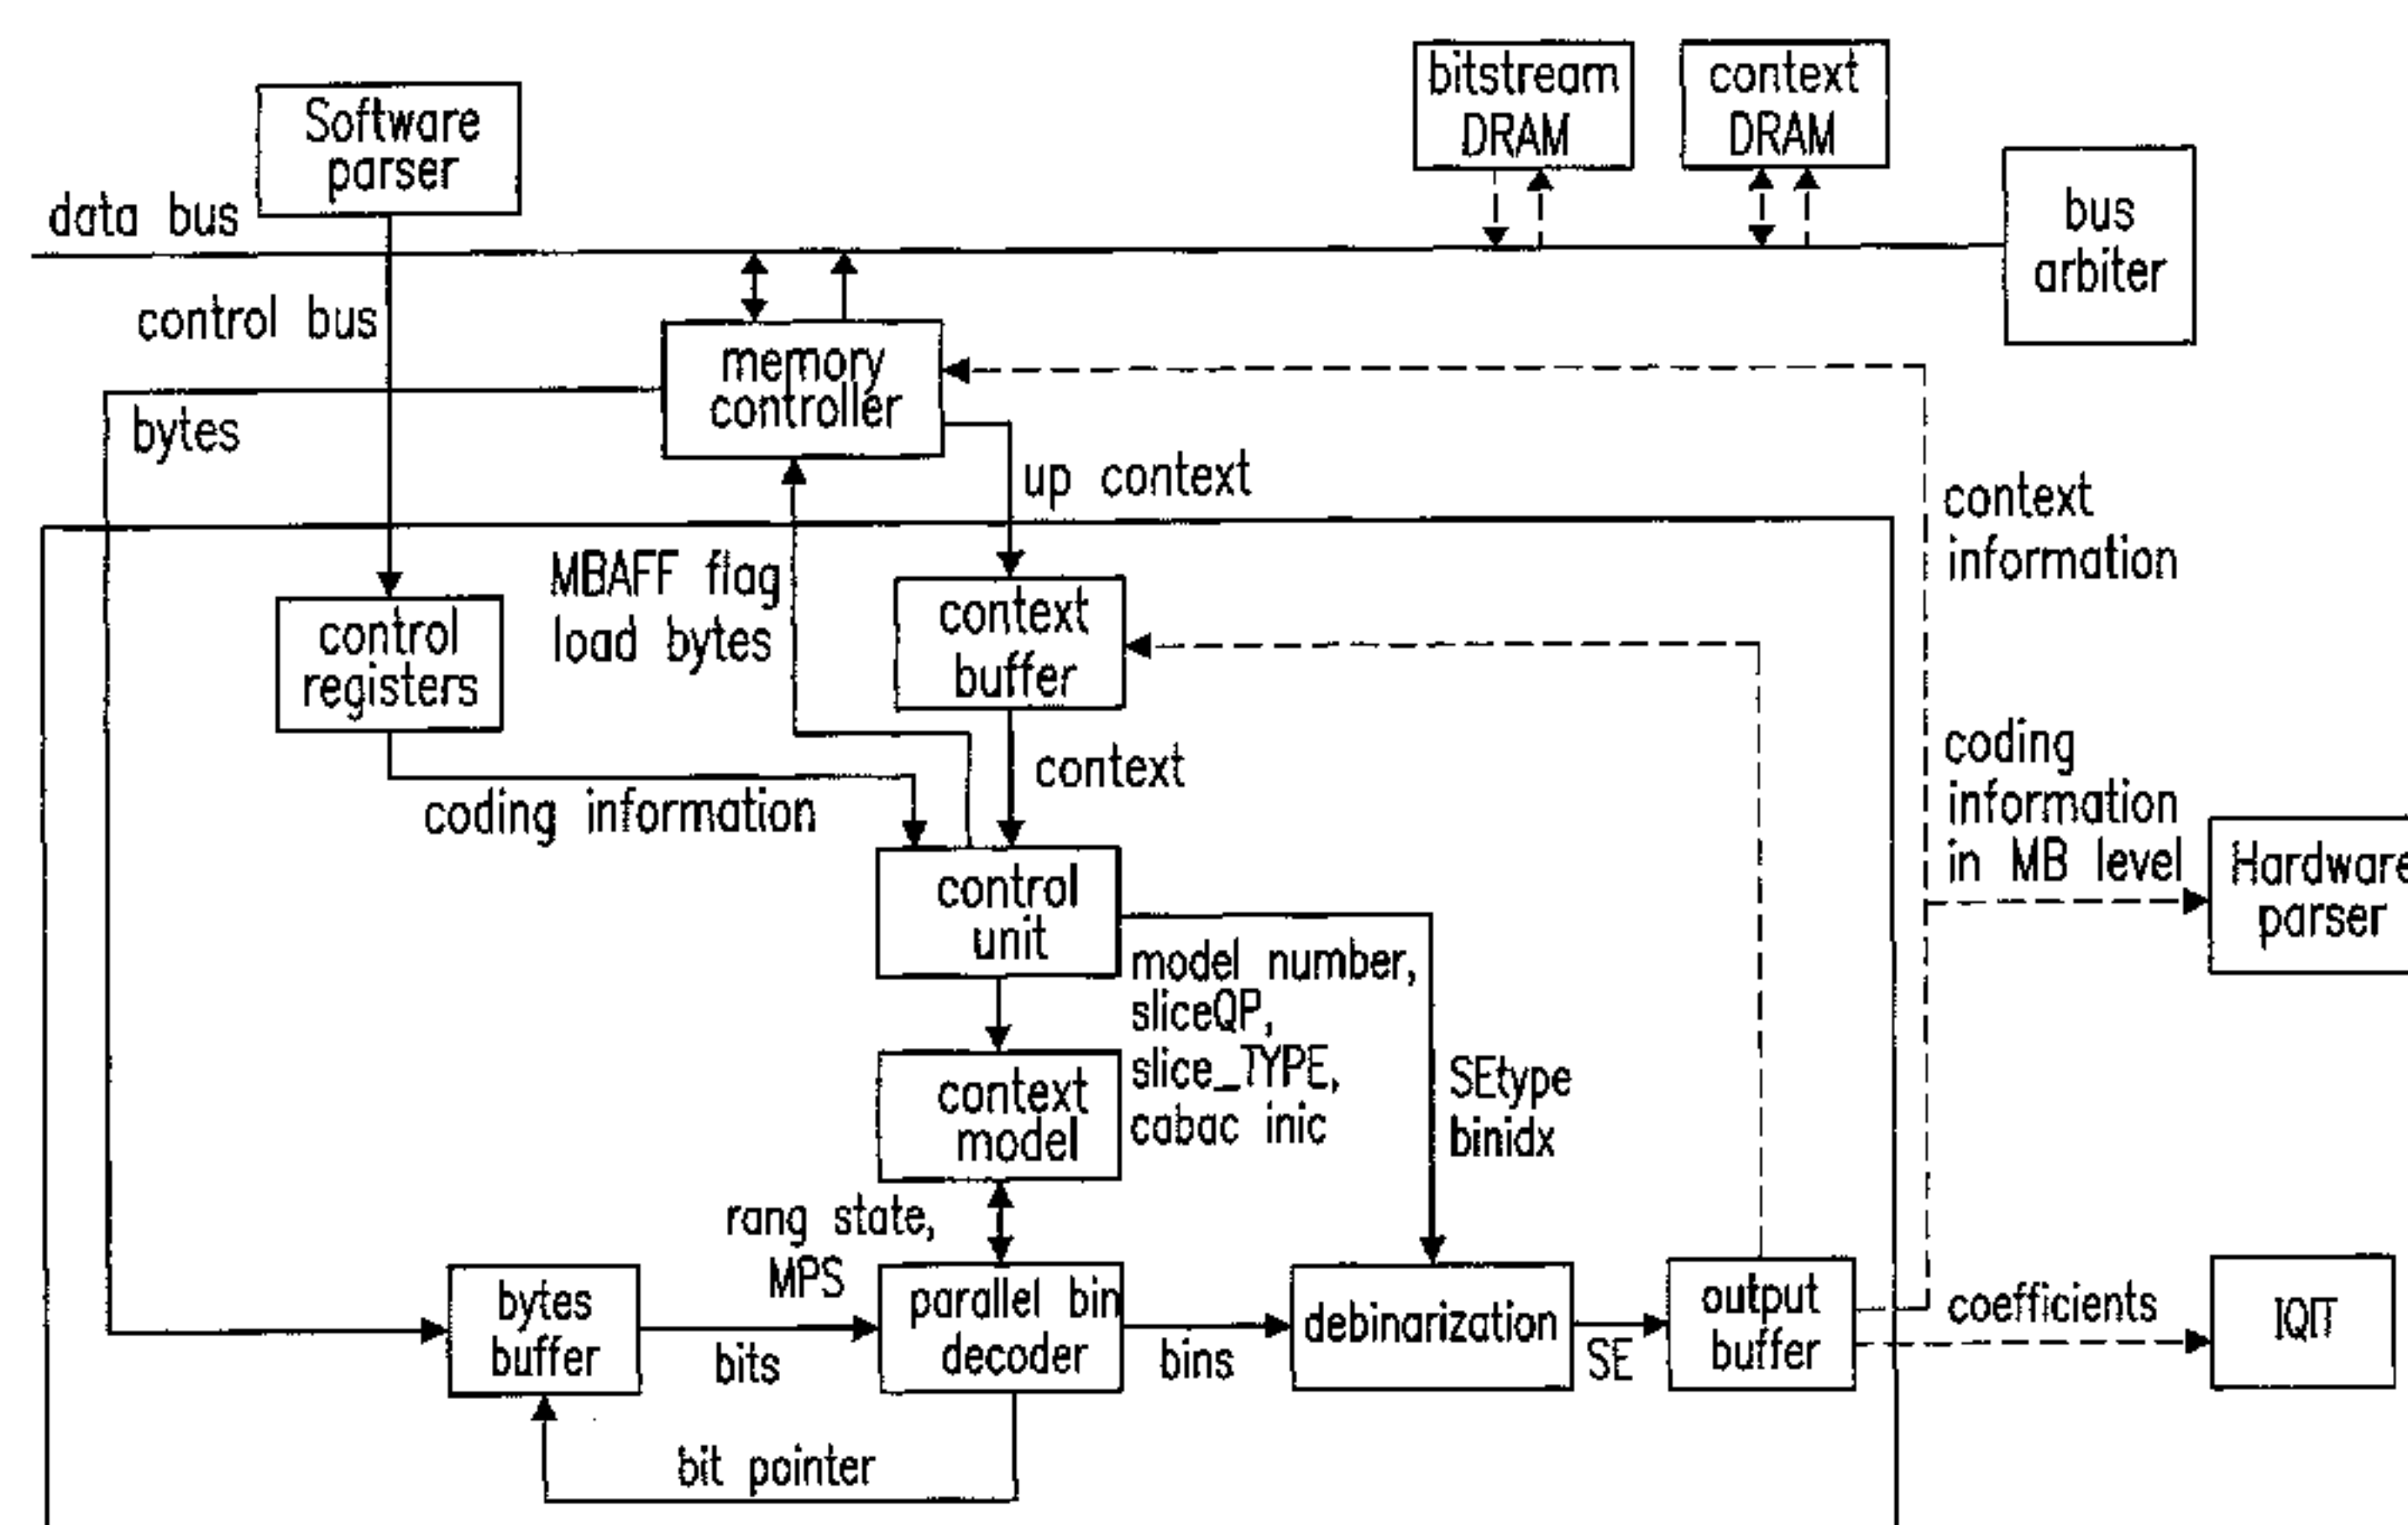 bitstream
DRAM
context
DRAM
Software
parser
data bus
bus
arbiter
control bus
memory
controller
bytes
up context
context
information
MBAFF flag
load bytes
context
buffer
control
registers
context
coding
information
in MB level
coding information
Hardware
parser
control
unit
model number,
sliceQP,
slice_TYPE,
cabac inic
context
model
SEtype
binidx
rang state,
MPS
bytes
buffer
bits
parallel bin
decoder
bins
debinarization
SE
output
buffer
coefficients
IQIT
bit pointer